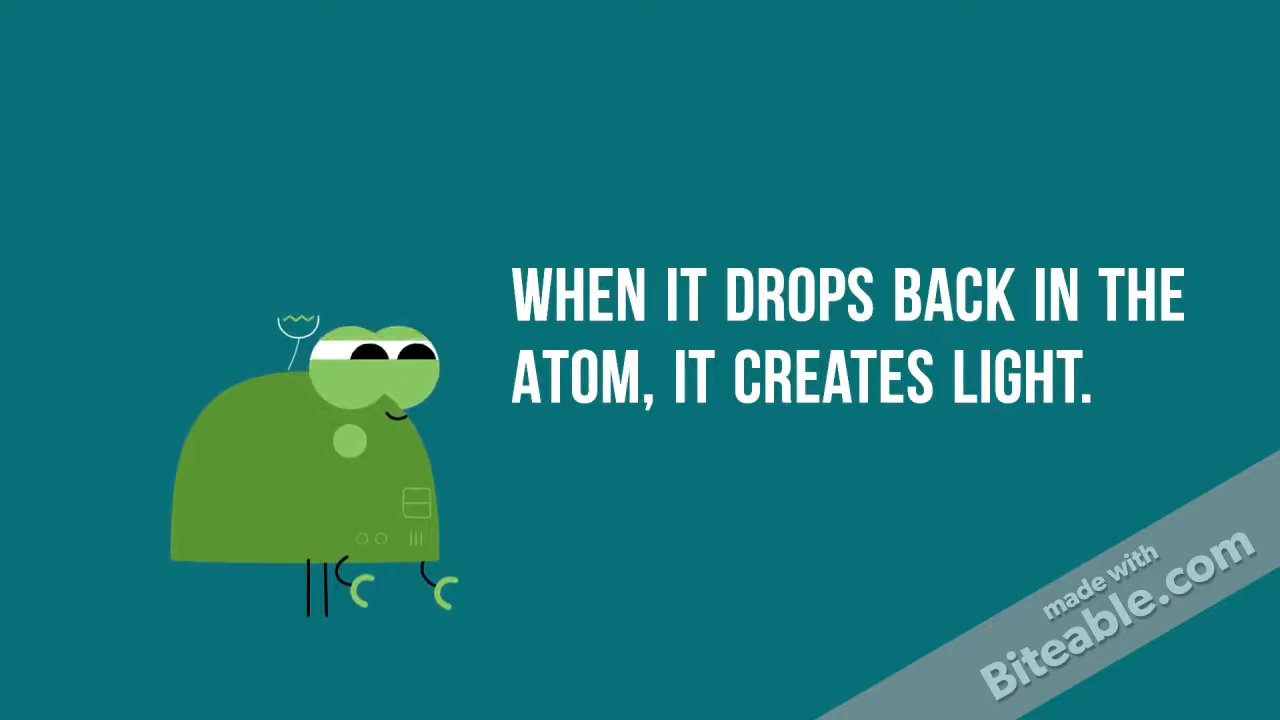 WHEN IT DROPS BACK IN THE
ATOM, IT CREATES LIGHT.
made with
Biteable.com